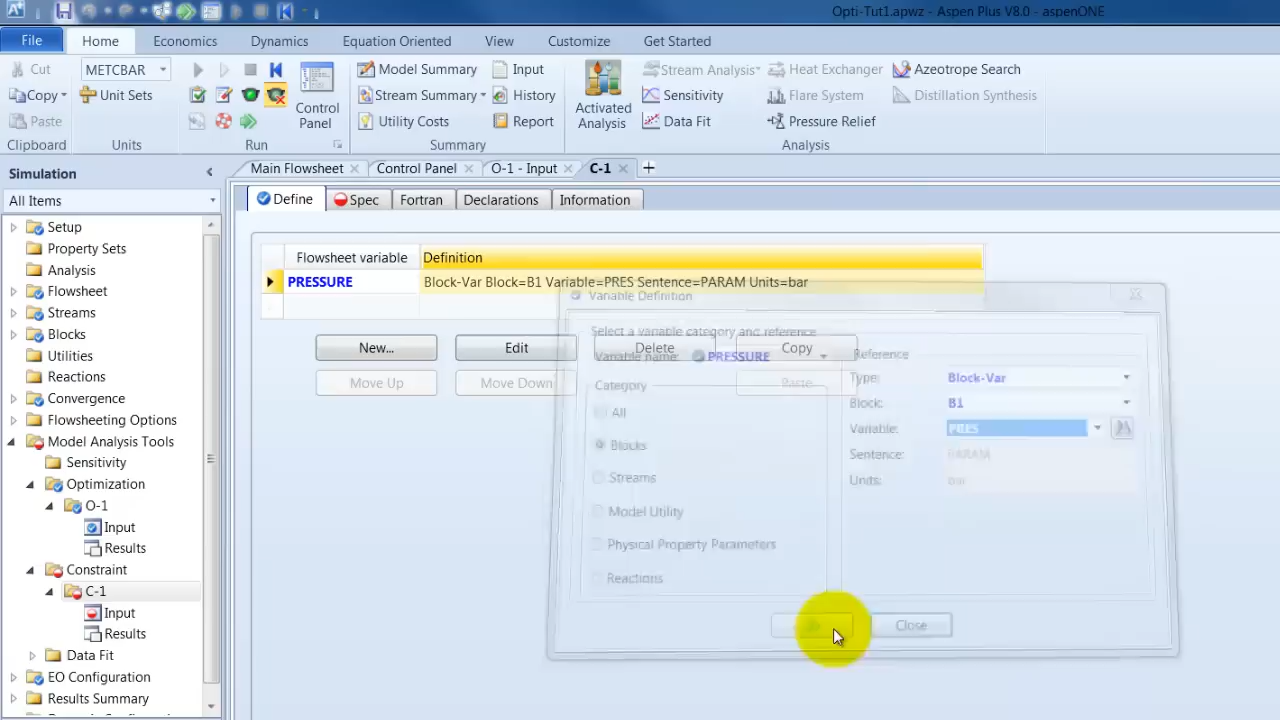 Opti-Tut1.apwz - Aspen Plus V8.0 - aspenONE
File Home Economics Dynamics Equation Oriented View Customize Get Started
Cut METCBAR Model Summary Input Stream Analysis Heat Exchanger Azeotrope Search
Copy Unit Sets Stream Summary History Sensitivity Flare System Distillation Synthesis
Paste Control Panel Utility Costs Report Activated Analysis Data Fit Pressure Relief
Clipboard Units Run Summary Analysis
Simulation
Main Flowsheet Control Panel O-1 - Input C-1
All Items
Define Spec Fortran Declarations Information
Setup
Property Sets
Analysis
Flowsheet
Streams
Blocks
Utilities
Reactions
Convergence
Flowsheeting Options
Model Analysis Tools
Sensitivity
Optimization
O-1
Input
Results
Constraint
C-1
Input
Results
Data Fit
EO Configuration
Results Summary
Flowsheet variable Definition
PRESSURE Block-Var Block=B1 Variable=PRES Sentence=PARAM Units=bar
New... Edit Delete Copy
Move Up Move Down Paste
Variable Definition
Select a variable category and reference
Variable name: PRESSURE
Category
All
Blocks
Streams
Model Utility
Physical Property Parameters
Reactions
Reference
Type: Block-Var
Block: B1
Variable: PRES
Sentence: PARAM
Units: bar
Close